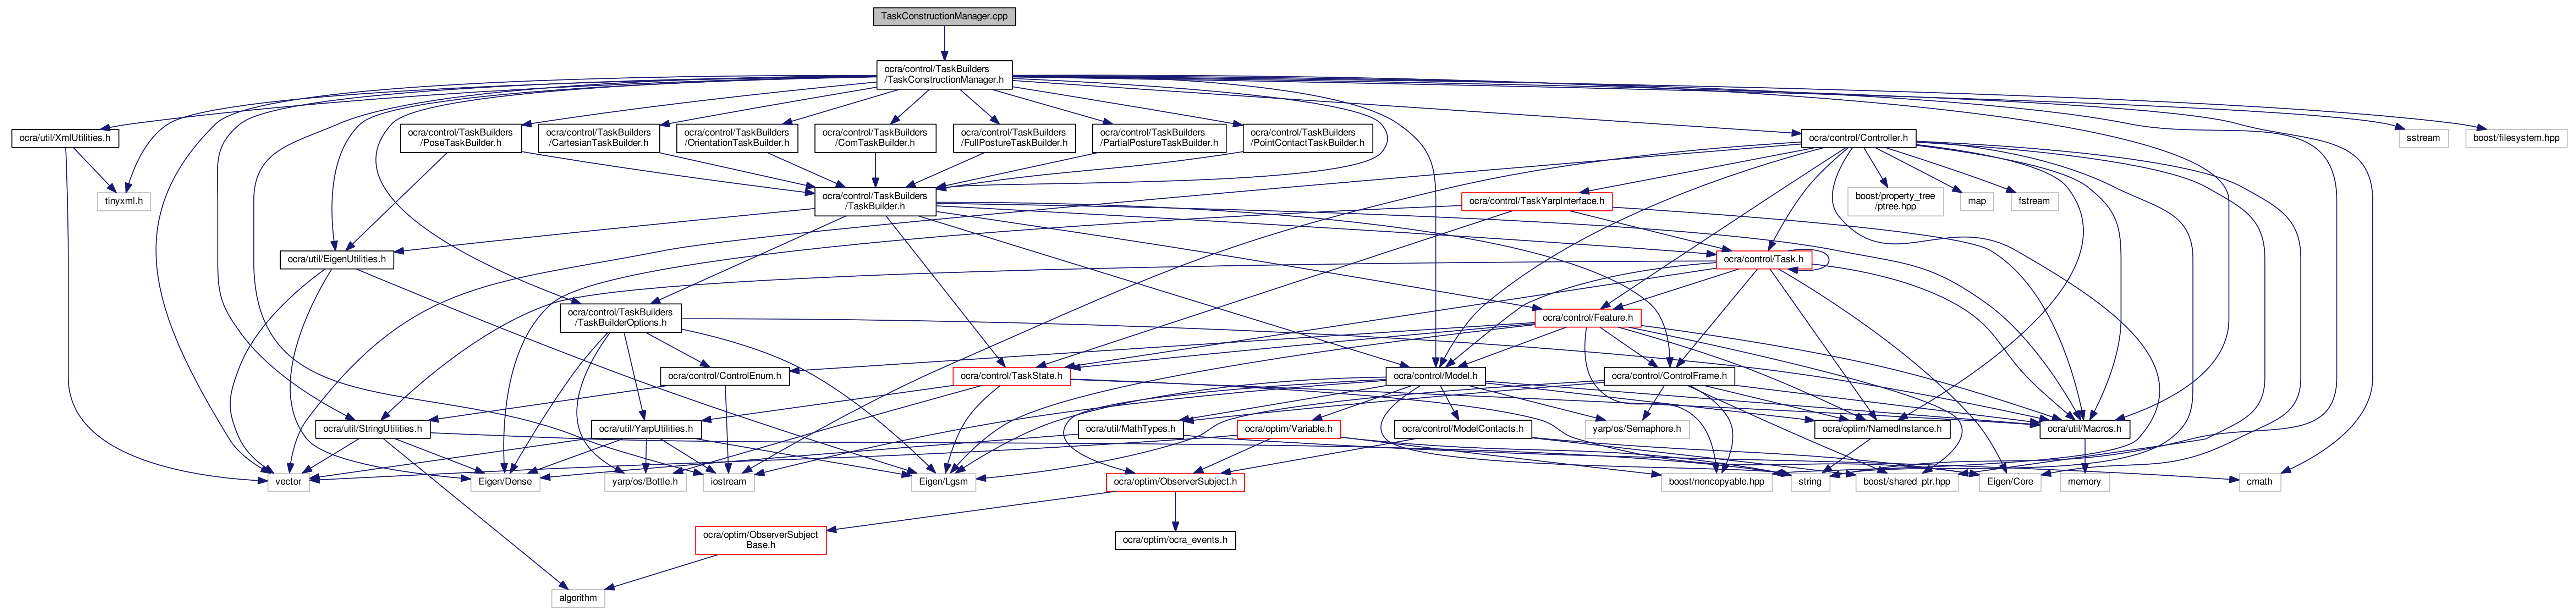 TaskConstructionManager.cpp
ocra/control/TaskBuilders
/TaskConstructionManager.h
ocra/util/XmlUtilities.h
ocra/control/TaskBuilders
/PoseTaskBuilder.h
ocra/control/TaskBuilders
/CartesianTaskBuilder.h
ocra/control/TaskBuilders
/OrientationTaskBuilder.h
ocra/control/TaskBuilders
/ComTaskBuilder.h
ocra/control/TaskBuilders
/FullPostureTaskBuilder.h
ocra/control/TaskBuilders
/PartialPostureTaskBuilder.h
ocra/control/TaskBuilders
/PointContactTaskBuilder.h
ocra/control/Controller.h
sstream
boost/filesystem.hpp
tinyxml.h
ocra/control/TaskBuilders
/TaskBuilder.h
ocra/control/TaskYarpInterface.h
boost/property_tree
/ptree.hpp
map
fstream
ocra/util/EigenUtilities.h
ocra/control/Task.h
ocra/control/TaskBuilders
/TaskBuilderOptions.h
ocra/control/Feature.h
ocra/control/ControlEnum.h
ocra/control/TaskState.h
ocra/control/Model.h
ocra/control/ControlFrame.h
ocra/util/StringUtilities.h
ocra/util/YarpUtilities.h
ocra/util/MathTypes.h
ocra/optim/Variable.h
ocra/control/ModelContacts.h
yarp/os/Semaphore.h
ocra/optim/NamedInstance.h
ocra/util/Macros.h
vector
Eigen/Dense
yarp/os/Bottle.h
iostream
Eigen/Lgsm
ocra/optim/ObserverSubject.h
boost/noncopyable.hpp
string
boost/shared_ptr.hpp
Eigen/Core
memory
cmath
ocra/optim/ObserverSubject
Base.h
ocra/optim/ocra_events.h
algorithm